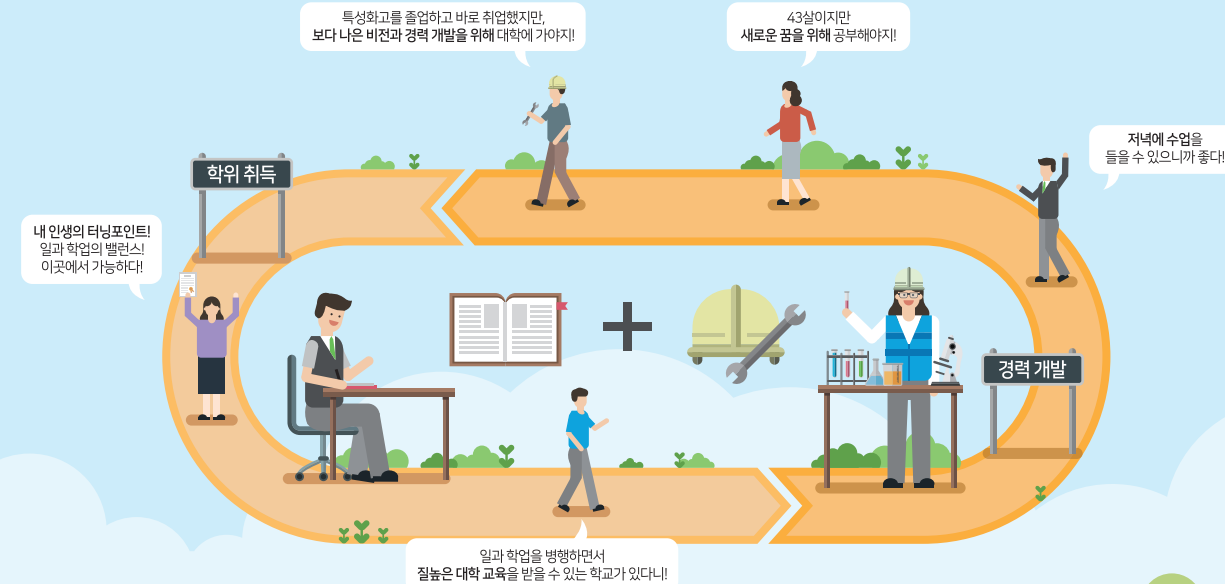 특성화고를 졸업하고 바로 취업했지만,
보다 나은 비전과 경력 개발을 위해 대학에 가야지!
43살이지만
새로운 꿈을 위해 공부해야지!
저녁에 수업을
들을 수 있으니까 좋다!
학위 취득
내 인생의 터닝포인트!
일과 학업의 밸런스!
이곳에서 가능하다!
경력 개발
일과 학업을 병행하면서
질높은 대학 교육을 받을 수 있는 학교가 있다니!